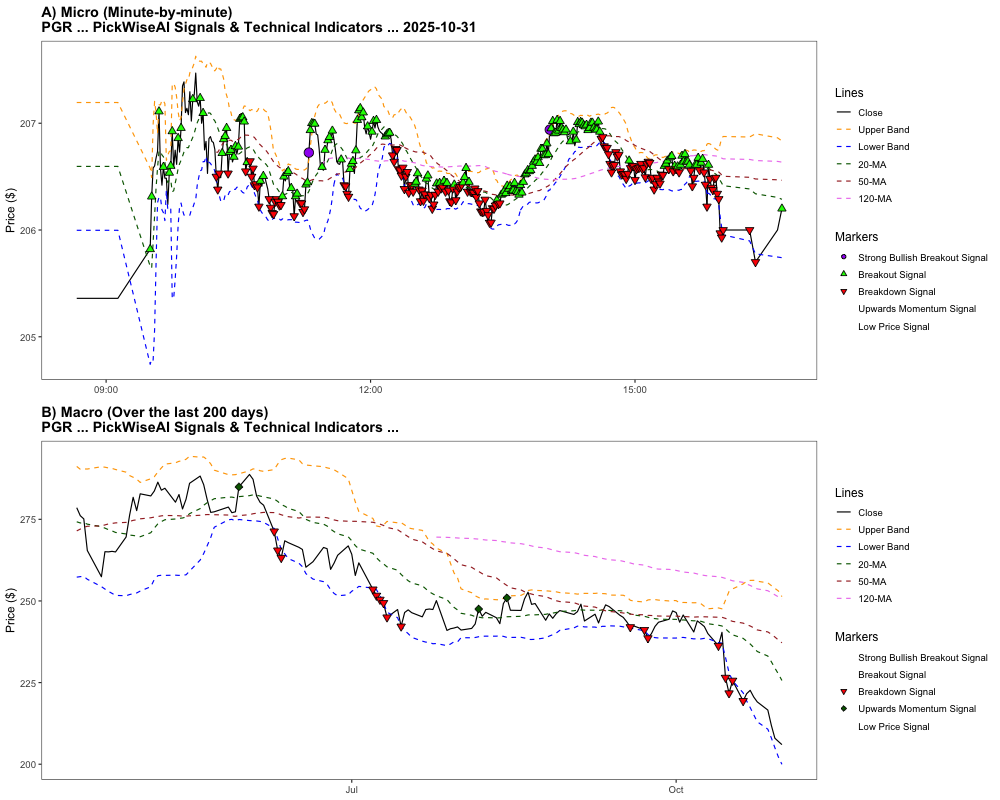 A) Micro (Minute-by-minute)
PGR ... PickWiseAI Signals & Technical Indicators ... 2025-10-31
Price ($)
207
206
205
09:00
12:00
15:00
Lines
Close
Upper Band
Lower Band
20-MA
50-MA
120-MA
Markers
Strong Bullish Breakout Signal
Breakout Signal
Breakdown Signal
Upwards Momentum Signal
Low Price Signal
B) Macro (Over the last 200 days)
PGR ... PickWiseAI Signals & Technical Indicators ...
Price ($)
275
250
225
200
Jul
Oct
Lines
Close
Upper Band
Lower Band
20-MA
50-MA
120-MA
Markers
Strong Bullish Breakout Signal
Breakout Signal
Breakdown Signal
Upwards Momentum Signal
Low Price Signal